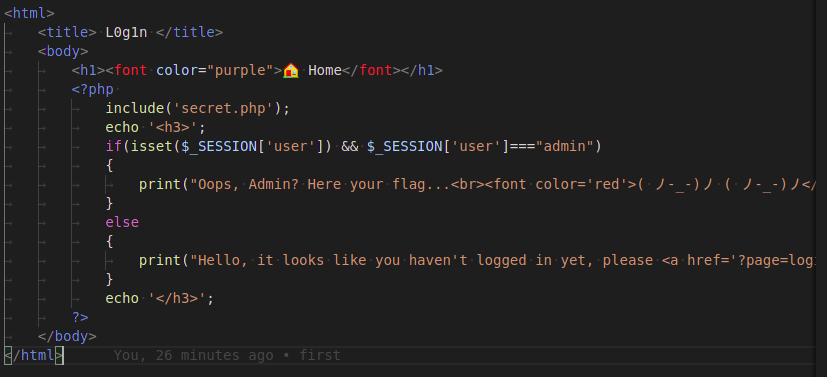 <html>
<title> L0g1n </title>
<body>
<h1><font color="purple">🏠 Home</font></h1>
<?php
include('secret.php');
echo '<h3>';
if(isset($_SESSION['user']) && $_SESSION['user']==="admin")
{
print("Oops, Admin? Here your flag...<br><font color='red'>( ノ-_-)ノ ( ノ-_-)ノ</
}
else
{
print("Hello, it looks like you haven't logged in yet, please <a href='?page=logi
}
echo '</h3>';
?>
</body>
</html> You, 26 minutes ago • first